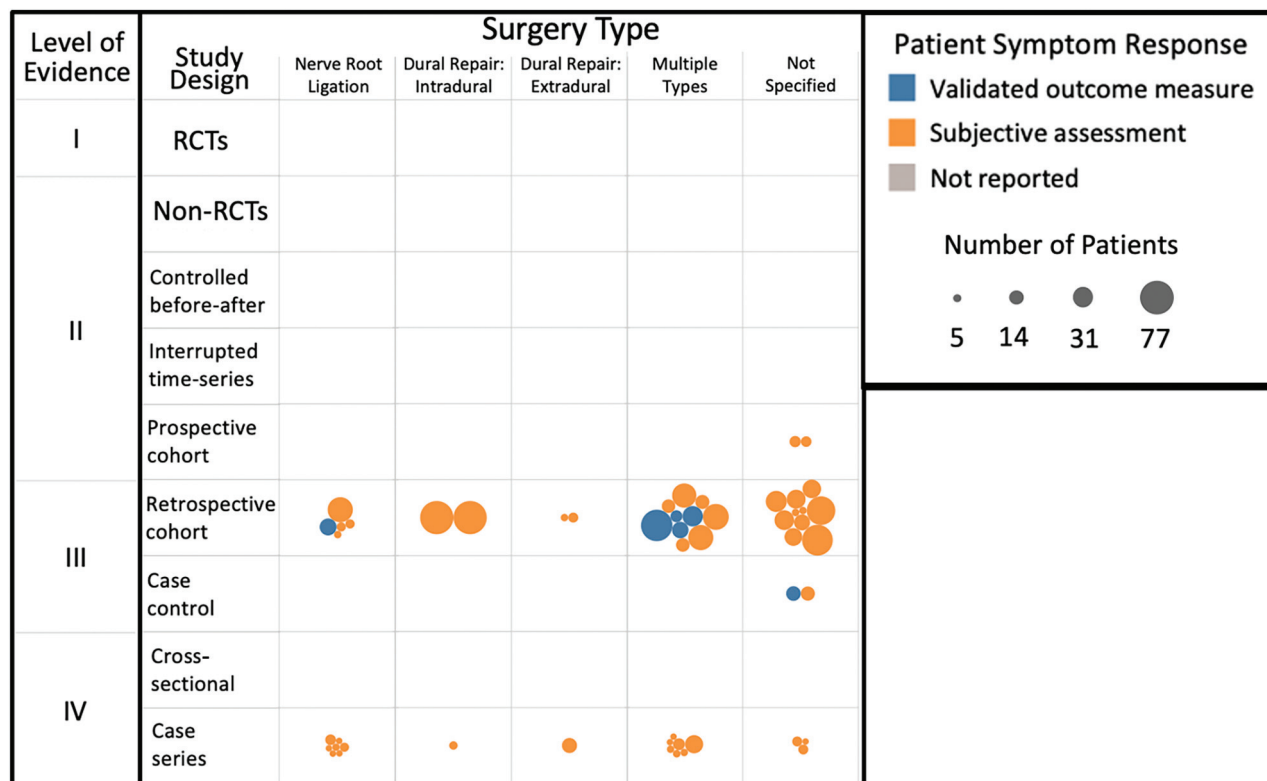 Surgery Type
Level of
Evidence
Study
Design
Nerve Root
Ligation
Dural Repair:
Intradural
Dural Repair:
Extradural
Multiple
Types
Not
Specified
I
RCTs
II
Non-RCTs
Controlled
before-after
Interrupted
time-series
Prospective
cohort
III
Retrospective
cohort
Case
control
IV
Cross-
sectional
Case
series
Patient Symptom Response
Validated outcome measure
Subjective assessment
Not reported
Number of Patients
5 14 31 77